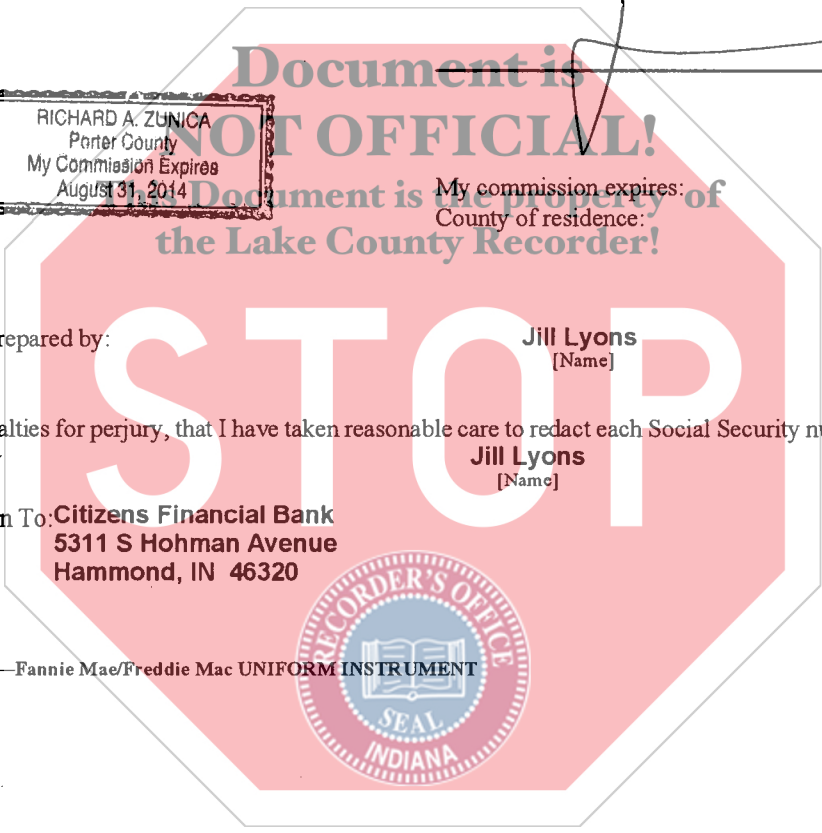 Document is
NOT OFFICIAL!
This Document is the property of
the Lake County Recorder!
RICHARD A. ZUNICA
Porter County
My Commission Expires
August 31, 2014
My commission expires:
County of residence:
STOP
repared by:
Jill Lyons
[Name]
alties for perjury, that I have taken reasonable care to redact each Social Security nu
Jill Lyons
[Name]
n To: Citizens Financial Bank
5311 S Hohman Avenue
Hammond, IN 46320
—Fannie Mae/Freddie Mac UNIFORM INSTRUMENT
RECORDER'S OFFICE
SEAL
INDIANA